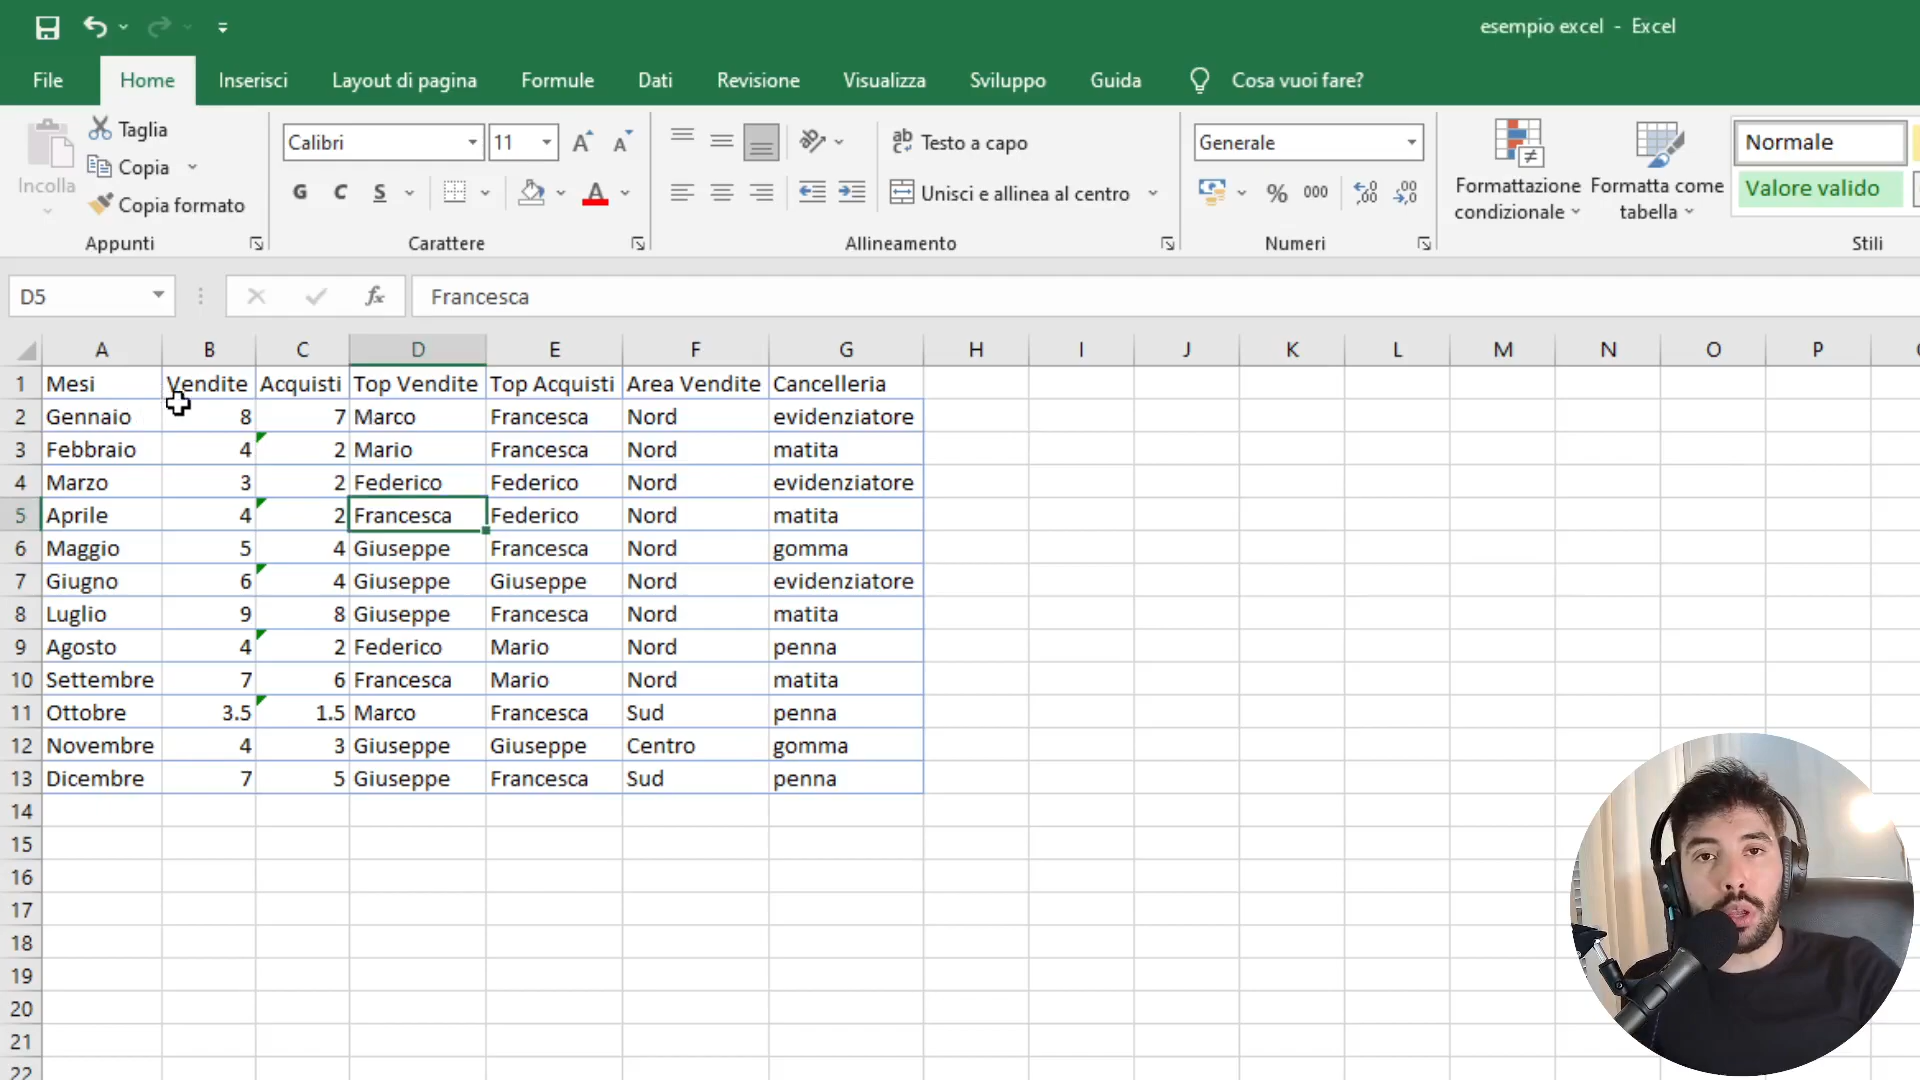 esempio excel - Excel
File Home Inserisci Layout di pagina Formule Dati Revisione Visualizza Sviluppo Guida Cosa vuoi fare?
Incolla
Taglia
Copia
Copia formato
Appunti
Calibri 11
G C S A
Carattere
ab Testo a capo
Unisci e allinea al centro
Allineamento
Generale
% 000 ,00 ,00
Numeri
Formattazione condizionale
Formatta come tabella
Normale
Valore valido
Stili
D5 fx Francesca
A B C D E F G H I J K L M N O P
1 Mesi Vendite Acquisti Top Vendite Top Acquisti Area Vendite Cancelleria
2 Gennaio 8 7 Marco Francesca Nord evidenziatore
3 Febbraio 4 2 Mario Francesca Nord matita
4 Marzo 3 2 Federico Federico Nord evidenziatore
5 Aprile 4 2 Francesca Federico Nord matita
6 Maggio 5 4 Giuseppe Francesca Nord gomma
7 Giugno 6 4 Giuseppe Giuseppe Nord evidenziatore
8 Luglio 9 8 Giuseppe Francesca Nord matita
9 Agosto 4 2 Federico Mario Nord penna
10 Settembre 7 6 Francesca Mario Nord matita
11 Ottobre 3.5 1.5 Marco Francesca Sud penna
12 Novembre 4 3 Giuseppe Giuseppe Centro gomma
13 Dicembre 7 5 Giuseppe Francesca Sud penna
14
15
16
17
18
19
20
21
22